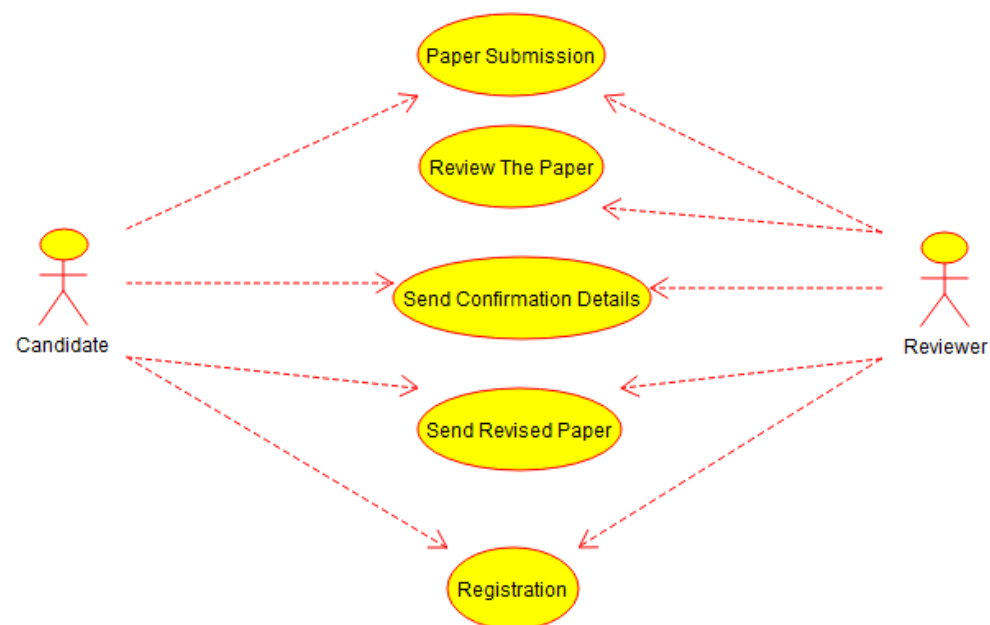 Paper Submission
Review The Paper
Send Confirmation Details
Candidate
Reviewer
Send Revised Paper
Registration